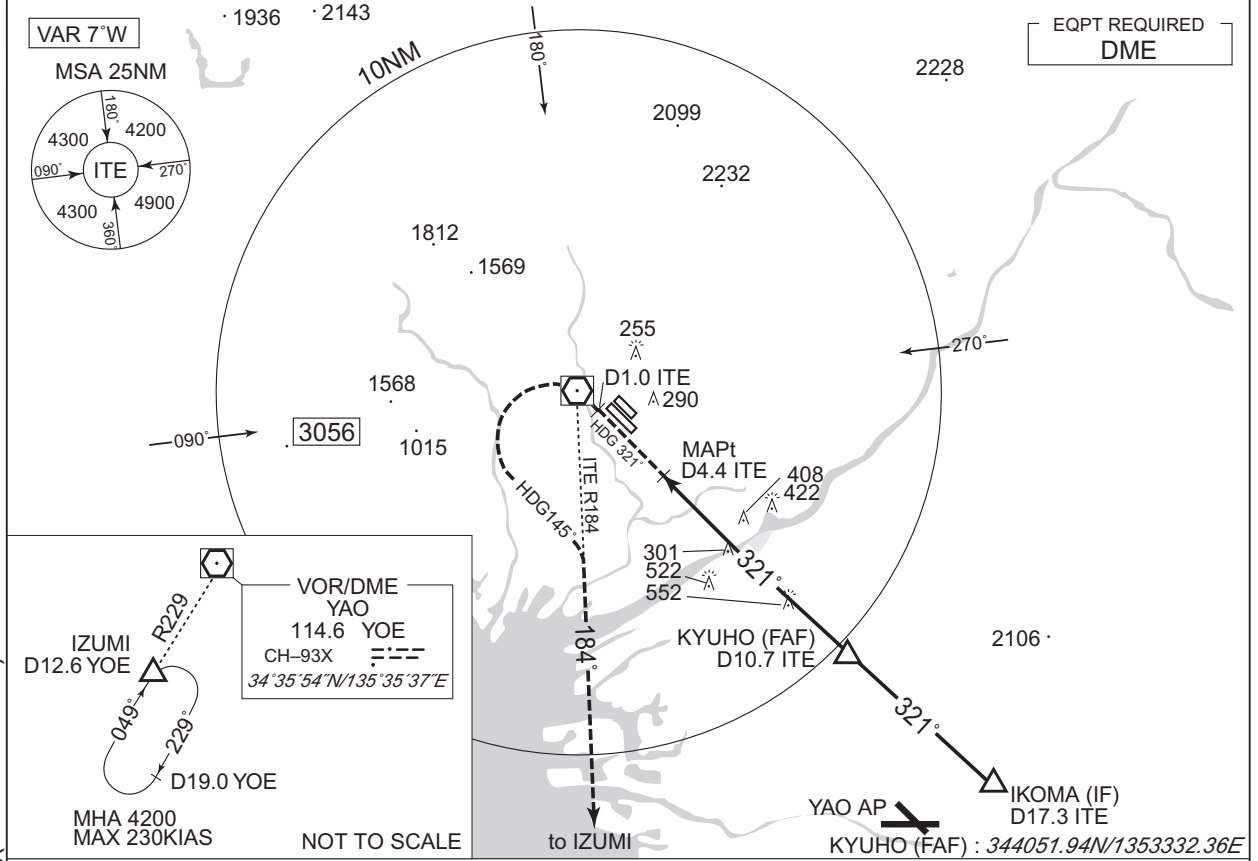 VAR 7°W
· 1936
· 2143
EQPT REQUIRED
DME
MSA 25NM
180°
4300
4200
090°
ITE
270°
4300
4900
360°
10NM
180°
2228
2099
2232
1812
1569
255
D1.0 ITE
290
1568
1015
090°
3056
270°
HDG 321°
MAPt
D4.4 ITE
408
422
ITE R184
HDG145°
301
522
552
321°
KYUHO (FAF)
D10.7 ITE
2106
184°
321°
VOR/DME
YAO
114.6 YOE
CH–93X
34°35′54″N/135°35′37″E
R229
IZUMI
D12.6 YOE
049°
229°
D19.0 YOE
MHA 4200
MAX 230KIAS
NOT TO SCALE
to IZUMI
YAO AP
IKOMA (IF)
D17.3 ITE
KYUHO (FAF) : 344051.94N/1353332.36E